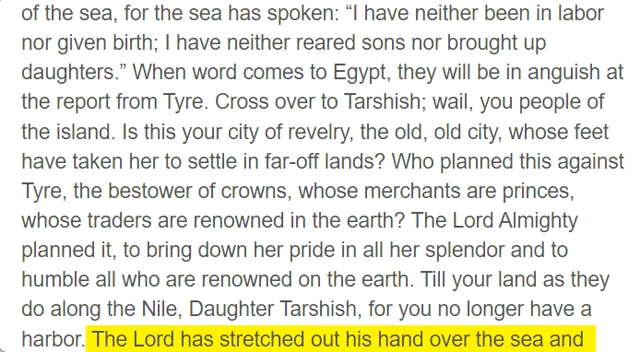 of the sea, for the sea has spoken: “I have neither been in labor
nor given birth; I have neither reared sons nor brought up
daughters.” When word comes to Egypt, they will be in anguish at
the report from Tyre. Cross over to Tarshish; wail, you people of
the island. Is this your city of revelry, the old, old city, whose feet
have taken her to settle in far-off lands? Who planned this against
Tyre, the bestower of crowns, whose merchants are princes,
whose traders are renowned in the earth? The Lord Almighty
planned it, to bring down her pride in all her splendor and to
humble all who are renowned on the earth. Till your land as they
do along the Nile, Daughter Tarshish, for you no longer have a
harbor. The Lord has stretched out his hand over the sea and